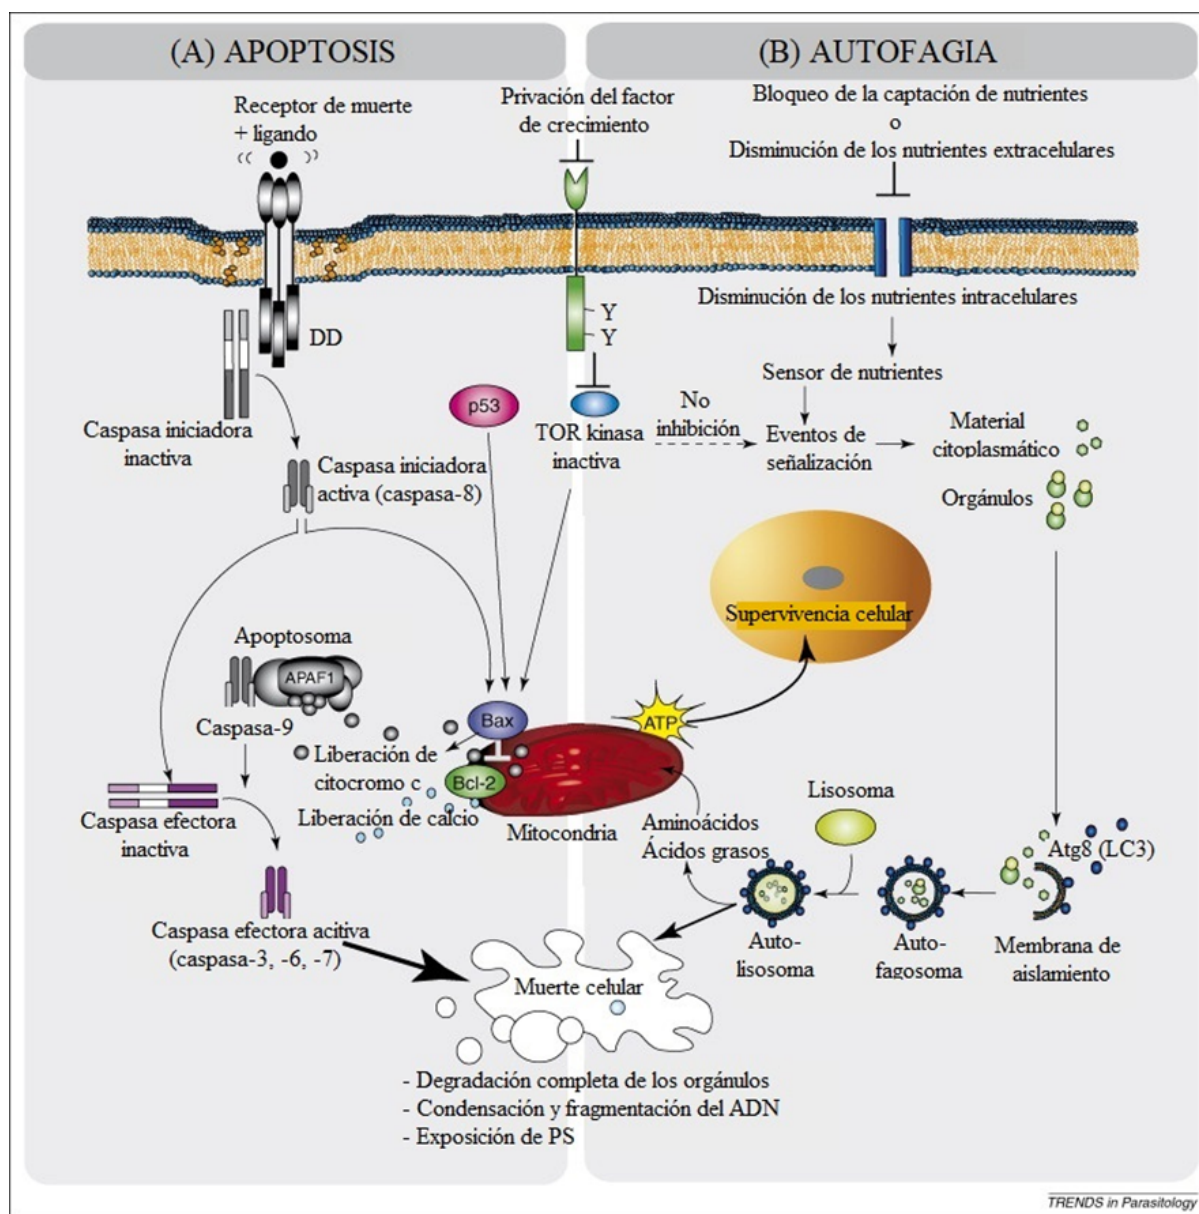 (A) APOPTOSIS
(B) AUTOFAGIA
Receptor de muerte
+ ligando
Privación del factor
de crecimiento
Bloqueo de la captación de nutrientes
o
Disminución de los nutrientes extracelulares
DD
Y
Y
Disminución de los nutrientes intracelulares
Sensor de nutrientes
Caspasa iniciadora
inactiva
p53
TOR kinasa
inactiva
No
inhibición
Eventos de
señalización
Material
citoplasmático
Orgánulos
Caspasa iniciadora
activa (caspasa-8)
Supervivencia celular
Apoptosoma
APAF1
Caspasa-9
Bax
ATP
Liberación de
citocromo c
Bcl-2
Liberación de calcio
Mitocondria
Caspasa efectora
inactiva
Aminoácidos
Ácidos grasos
Lisosoma
Atg8 (LC3)
Caspasa efectora acitiva
(caspasa-3, -6, -7)
Auto-
lisosoma
Auto-
fagosoma
Membrana de
aislamiento
Muerte celular
- Degradación completa de los orgánulos
- Condensación y fragmentación del ADN
- Exposición de PS
TRENDS in Parasitology